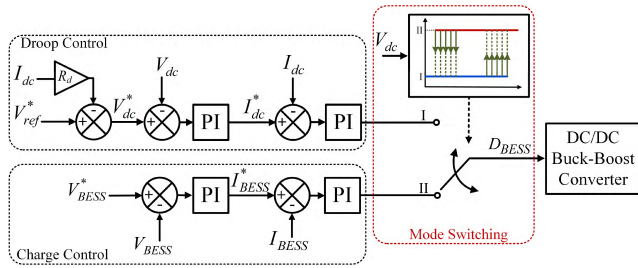 Droop Control
I_dc
R_d
V*_ref
V*_dc
V_dc
PI
I*_dc
I_dc
PI
I
V_dc
II
I
D_BESS
DC/DC
Buck-Boost
Converter
V*_BESS
V_BESS
PI
I*_BESS
I_BESS
PI
II
Charge Control
Mode Switching